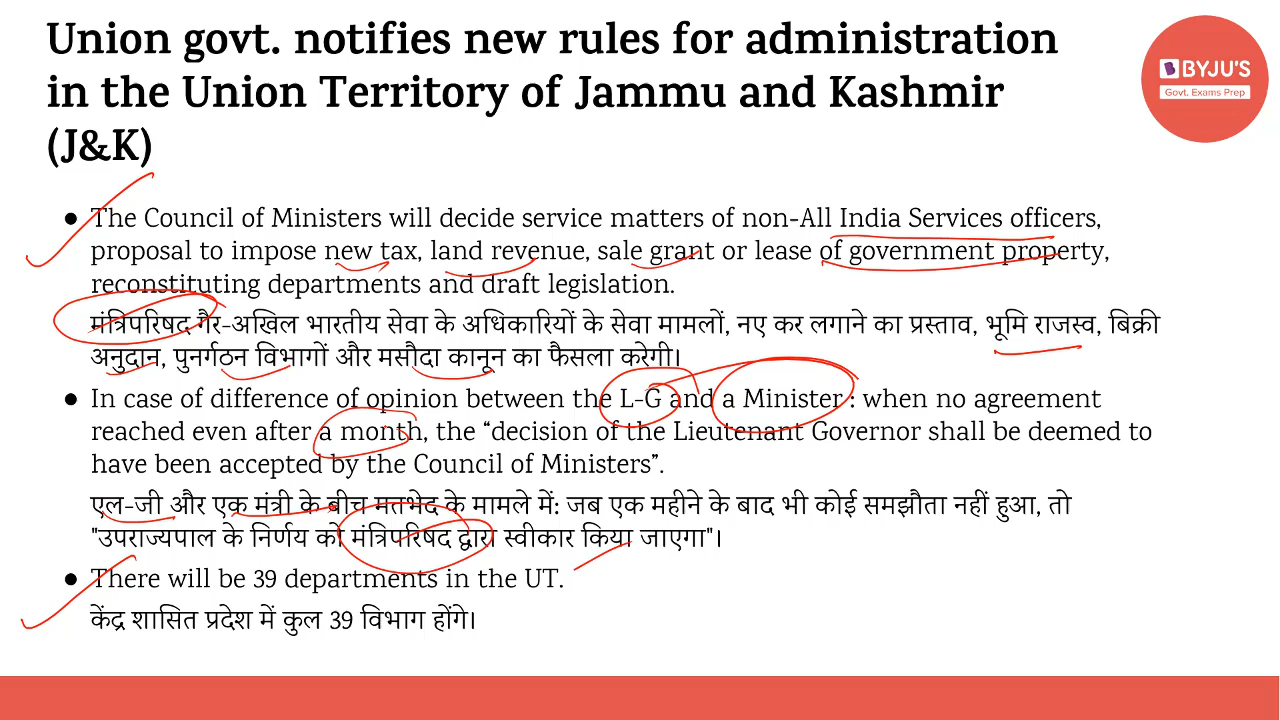 Union govt. notifies new rules for administration
in the Union Territory of Jammu and Kashmir
(J&K)
BYJU'S
Govt. Exams Prep
● The Council of Ministers will decide service matters of non-All India Services officers,
proposal to impose new tax, land revenue, sale grant or lease of government property,
reconstituting departments and draft legislation.
मंत्रिपरिषद गैर-अखिल भारतीय सेवा के अधिकारियों के सेवा मामलों, नए कर लगाने का प्रस्ताव, भूमि राजस्व, बिक्री
अनुदान, पुनर्गठन विभागों और मसौदा कानून का फैसला करेगी।
● In case of difference of opinion between the L-G and a Minister : when no agreement
reached even after a month, the “decision of the Lieutenant Governor shall be deemed to
have been accepted by the Council of Ministers”.
एल-जी और एक मंत्री के बीच मतभेद के मामले में: जब एक महीने के बाद भी कोई समझौता नहीं हुआ, तो
"उपराज्यपाल के निर्णय को मंत्रिपरिषद द्वारा स्वीकार किया जाएगा"।
● There will be 39 departments in the UT.
केंद्र शासित प्रदेश में कुल 39 विभाग होंगे।